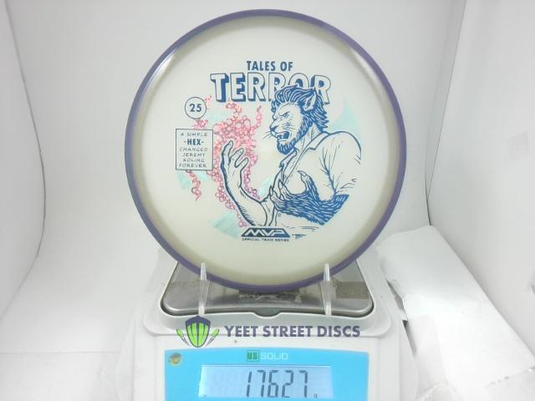 TALES OF
TERROR
25
A SIMPLE
-HEX-
CHANGED
JEREMY
KOLING
FOREVER
MVP
OFFICIAL TEAM SERIES
YEET STREET DISCS
US SOLID
176.27 g